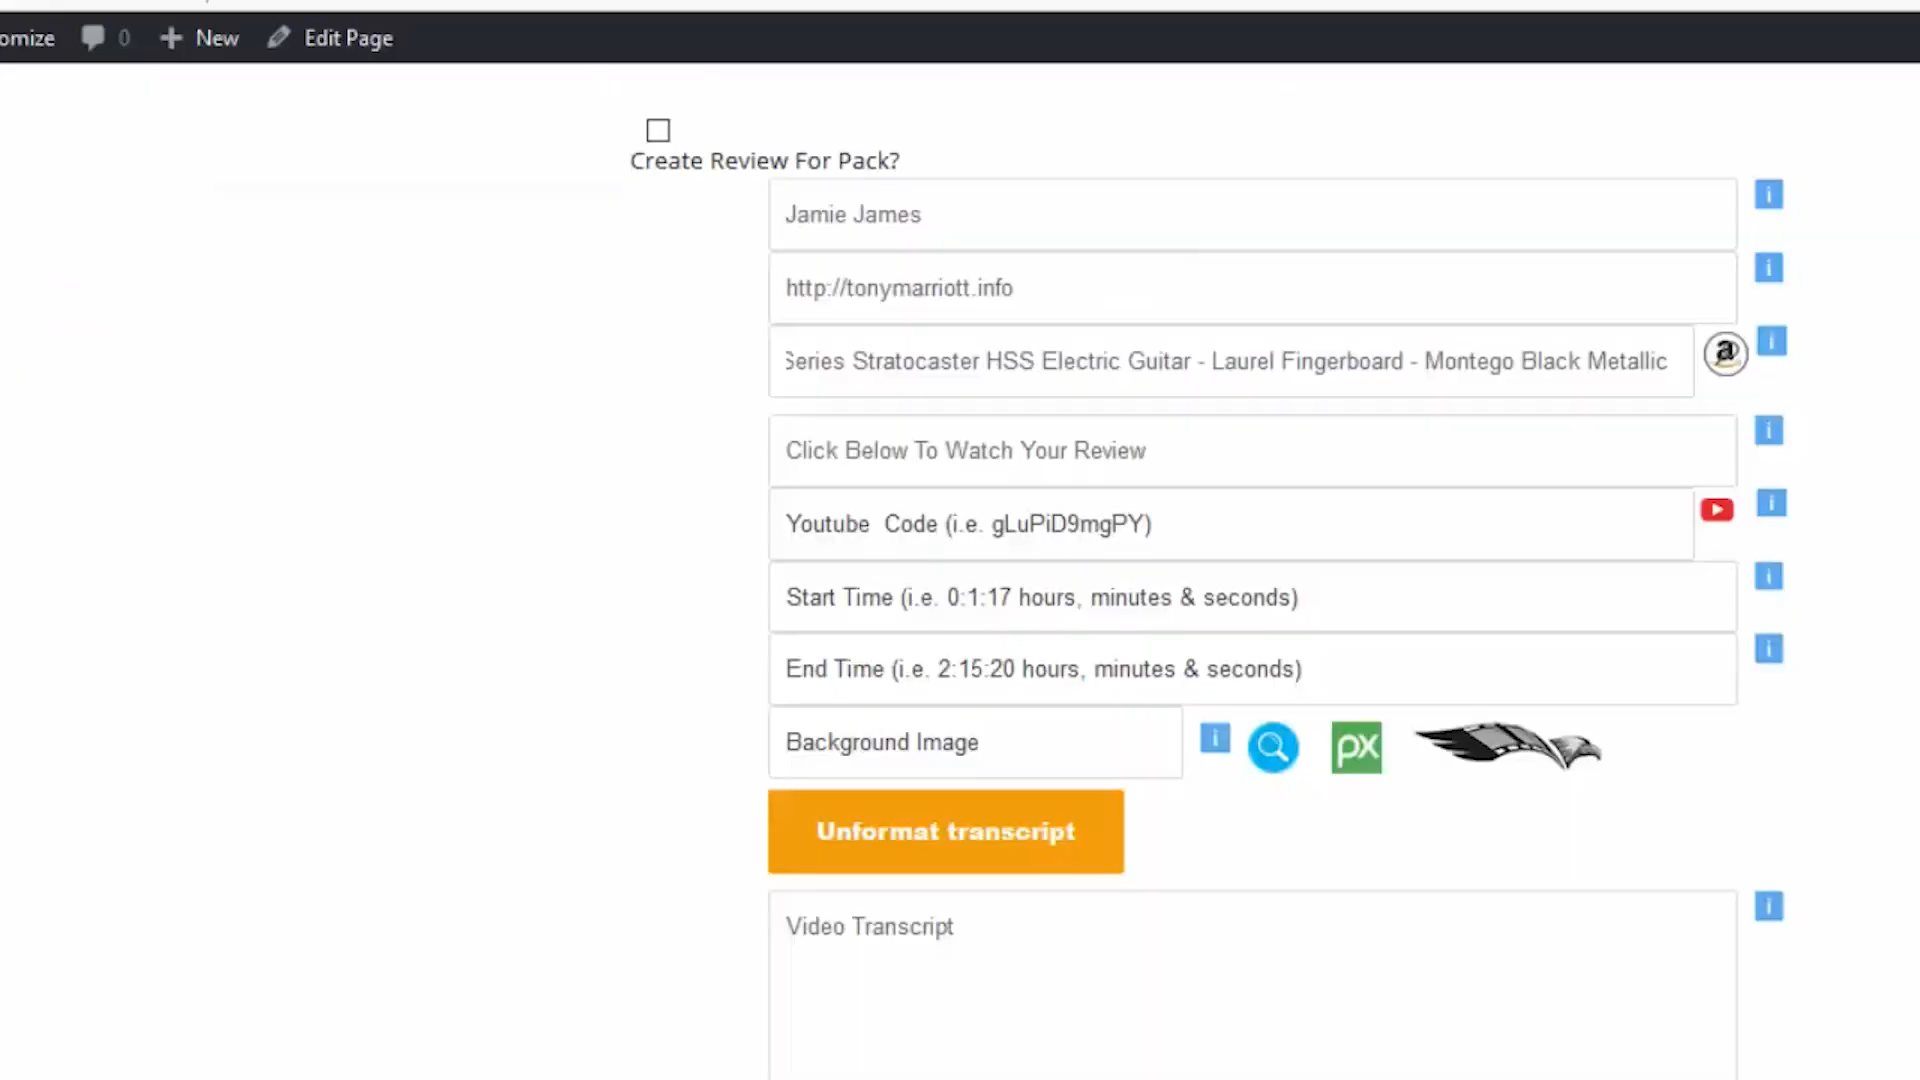 omize 0 New Edit Page
Create Review For Pack?
Jamie James
http://tonymarriott.info
Series Stratocaster HSS Electric Guitar - Laurel Fingerboard - Montego Black Metallic
Click Below To Watch Your Review
Youtube Code (i.e. gLuPiD9mgPY)
Start Time (i.e. 0:1:17 hours, minutes & seconds)
End Time (i.e. 2:15:20 hours, minutes & seconds)
Background Image
px
Unformat transcript
Video Transcript